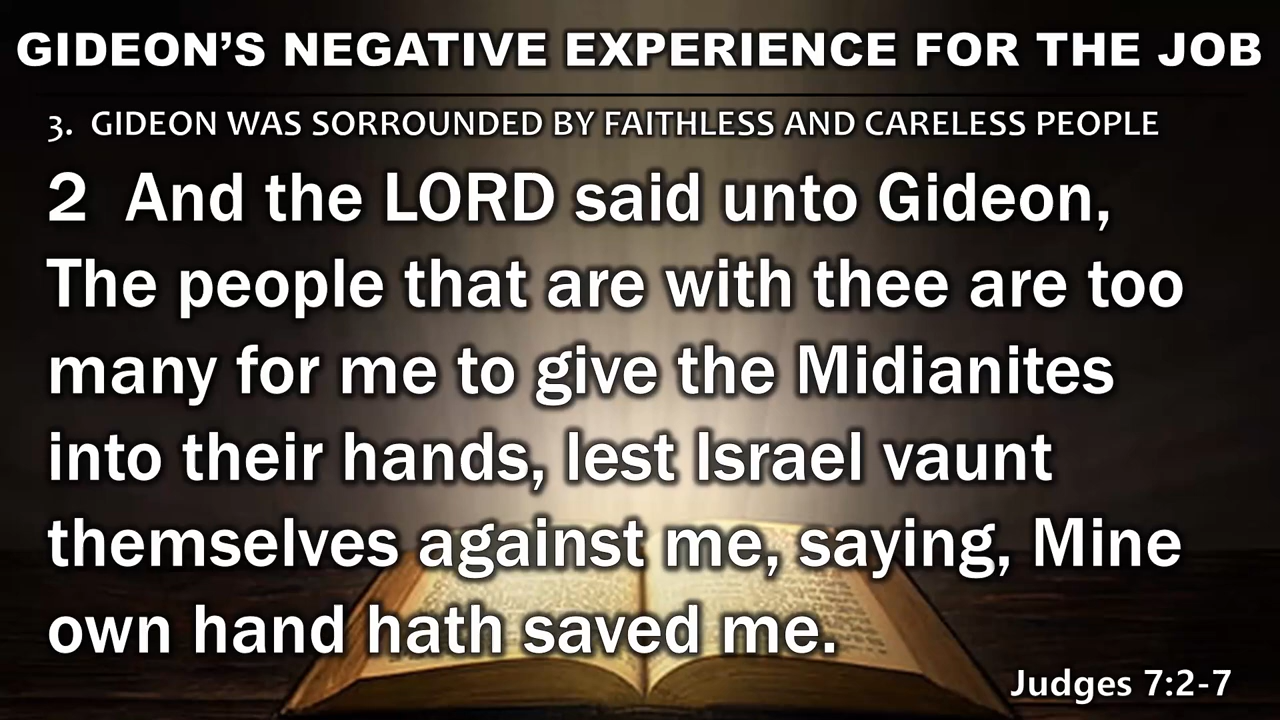 GIDEON’S NEGATIVE EXPERIENCE FOR THE JOB
3. GIDEON WAS SORROUNDED BY FAITHLESS AND CARELESS PEOPLE
2 And the LORD said unto Gideon,
The people that are with thee are too
many for me to give the Midianites
into their hands, lest Israel vaunt
themselves against me, saying, Mine
own hand hath saved me.
Judges 7:2-7